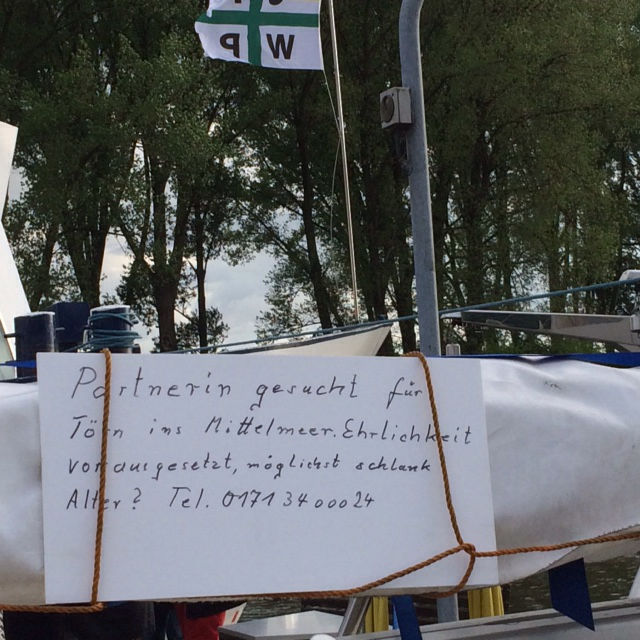 W P
Partnerin gesucht für
Törn ins Mittelmeer. Ehrlichkeit
vorausgesetzt, möglichst schlank
Alter? Tel. 0171 3400024